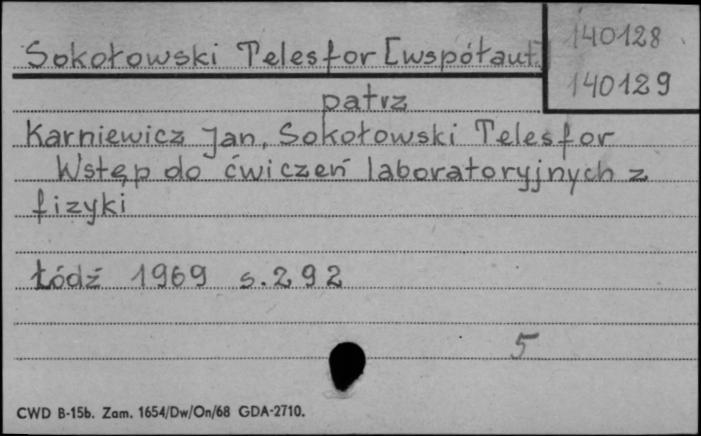 Sokołowski Telesfor [współaut.]
140128
140129
patrz
Karniewicz Jan, Sokołowski Telesfor
Wstęp do ćwiczeń laboratoryjnych z
fizyki
Łódź 1969 s. 292
5
CWD B-15b. Zam. 1654/Dw/On/68 GDA-2710.